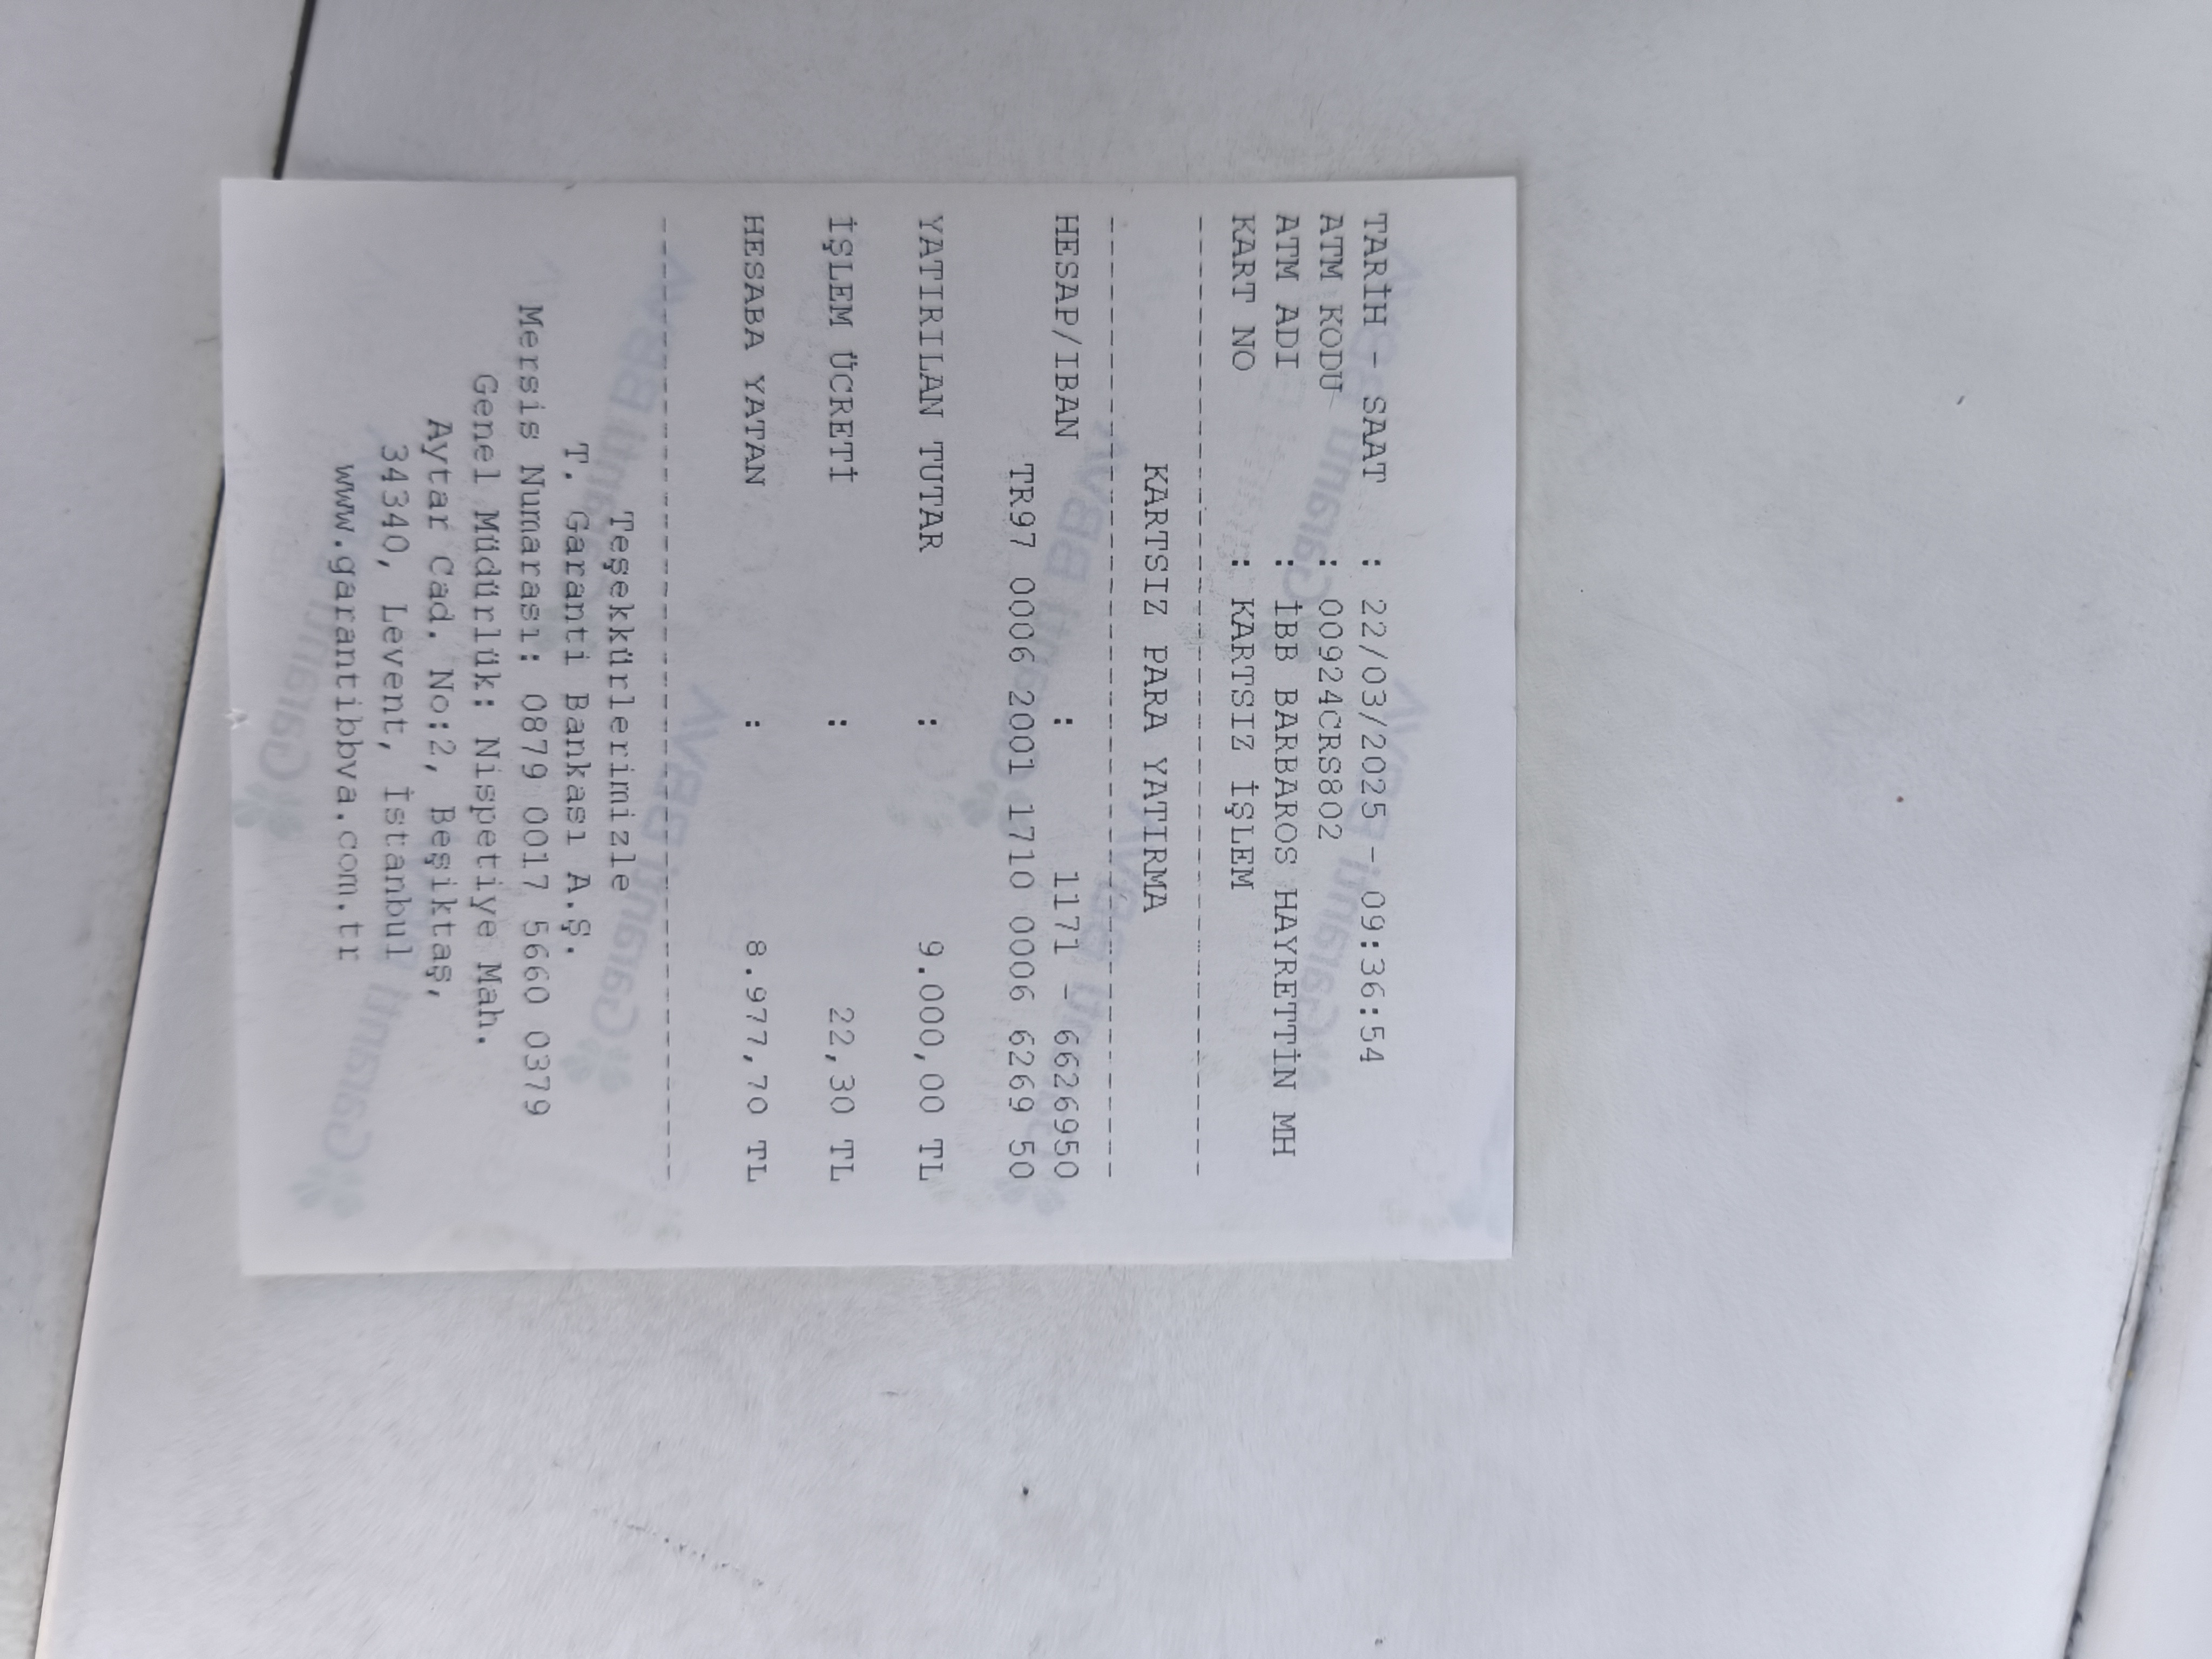 TARİH - SAAT : 22/03/2025 - 09:36:54
ATM KODU : 00924CRS802
ATM ADI : İBB BARBAROS HAYRETTİN MH
KART NO : KARTSIZ İŞLEM
------------------------------------------
KARTSIZ PARA YATIRMA
------------------------------------------
HESAP/IBAN : 1171 - 6626950
TR97 0006 2001 1710 0006 6269 50
YATIRILAN TUTAR : 9.000,00 TL
İŞLEM ÜCRETİ : 22,30 TL
HESABA YATAN : 8.977,70 TL
------------------------------------------
Teşekkürlerimizle
T. Garanti Bankası A.Ş.
Mersis Numarası: 0879 0017 5660 0379
Genel Müdürlük: Nispetiye Mah.
Aytar Cad. No:2, Beşiktaş,
34340, Levent, İstanbul
www.garantibbva.com.tr